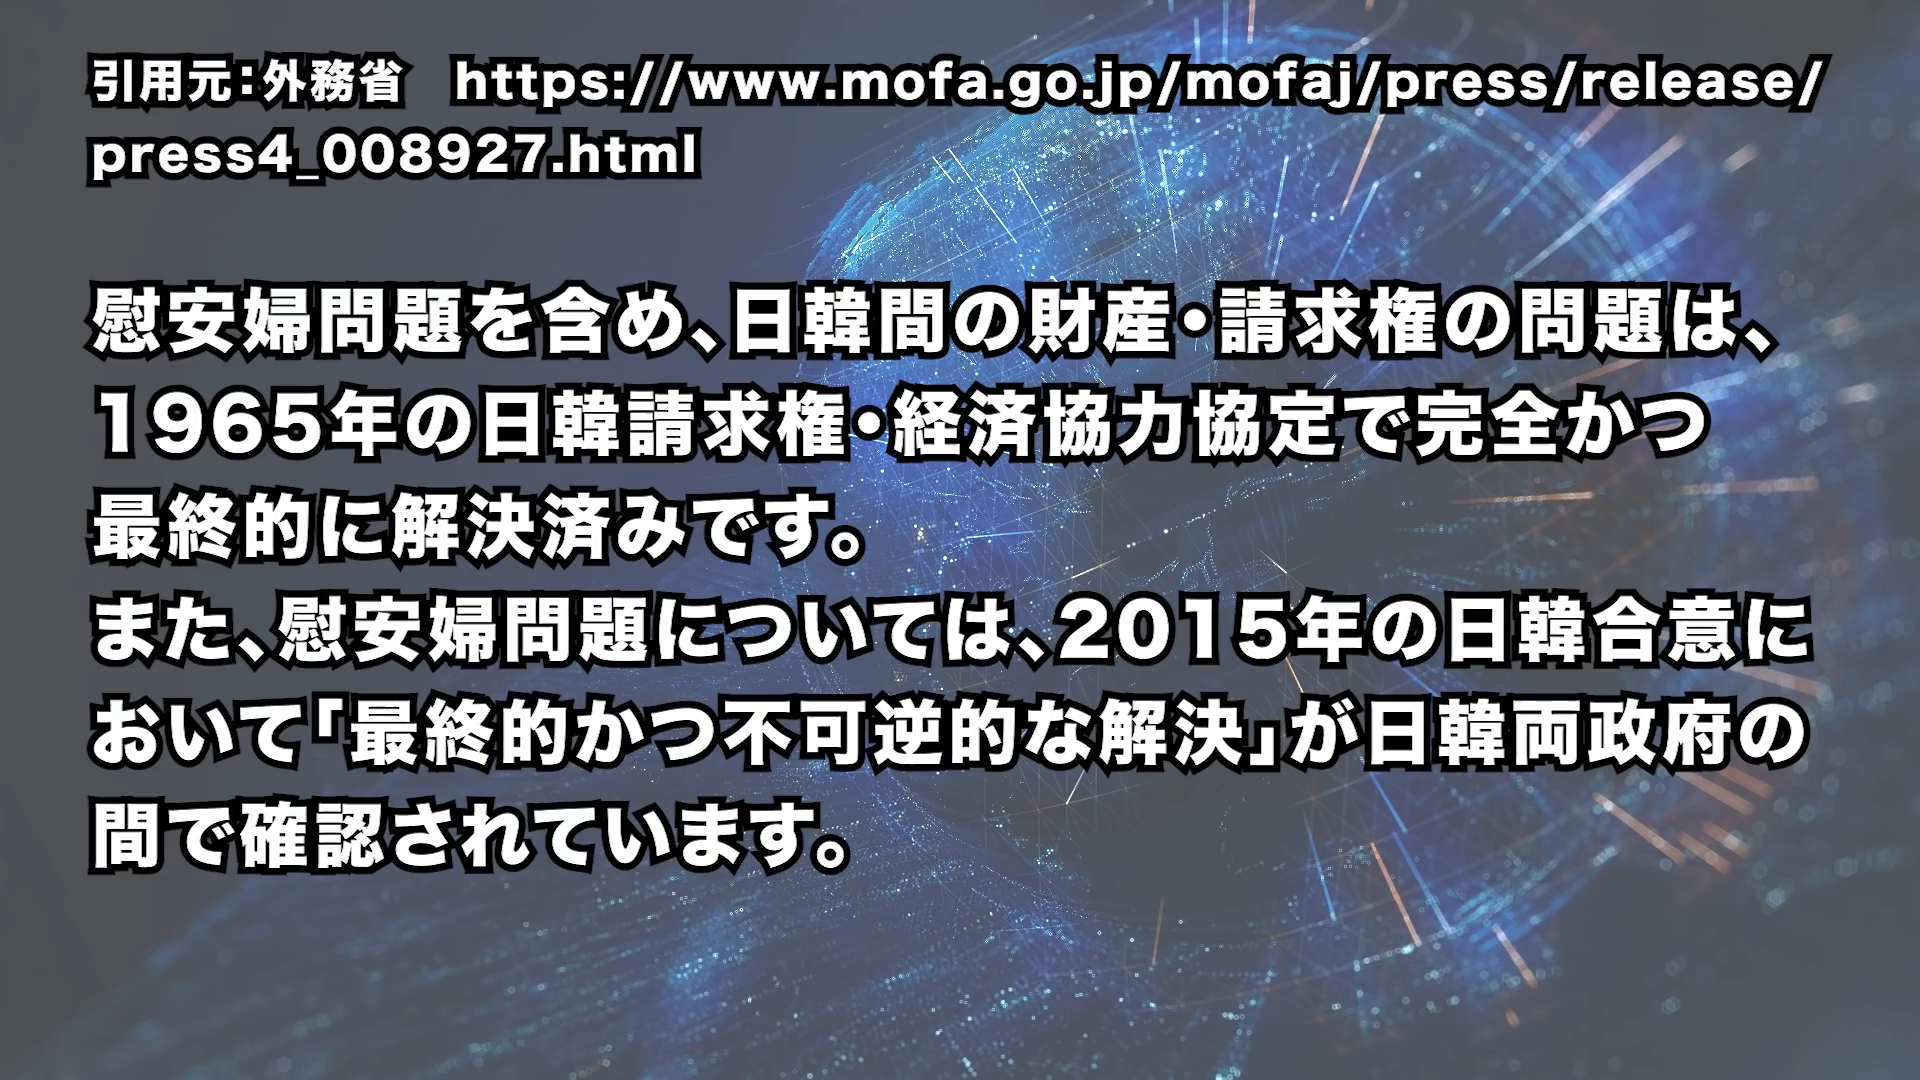 引用元：外務省　https://www.mofa.go.jp/mofaj/press/release/
press4_008927.html
慰安婦問題を含め、日韓間の財産・請求権の問題は、
1965年の日韓請求権・経済協力協定で完全かつ
最終的に解決済みです。
また、慰安婦問題については、2015年の日韓合意に
おいて「最終的かつ不可逆的な解決」が日韓両政府の
間で確認されています。